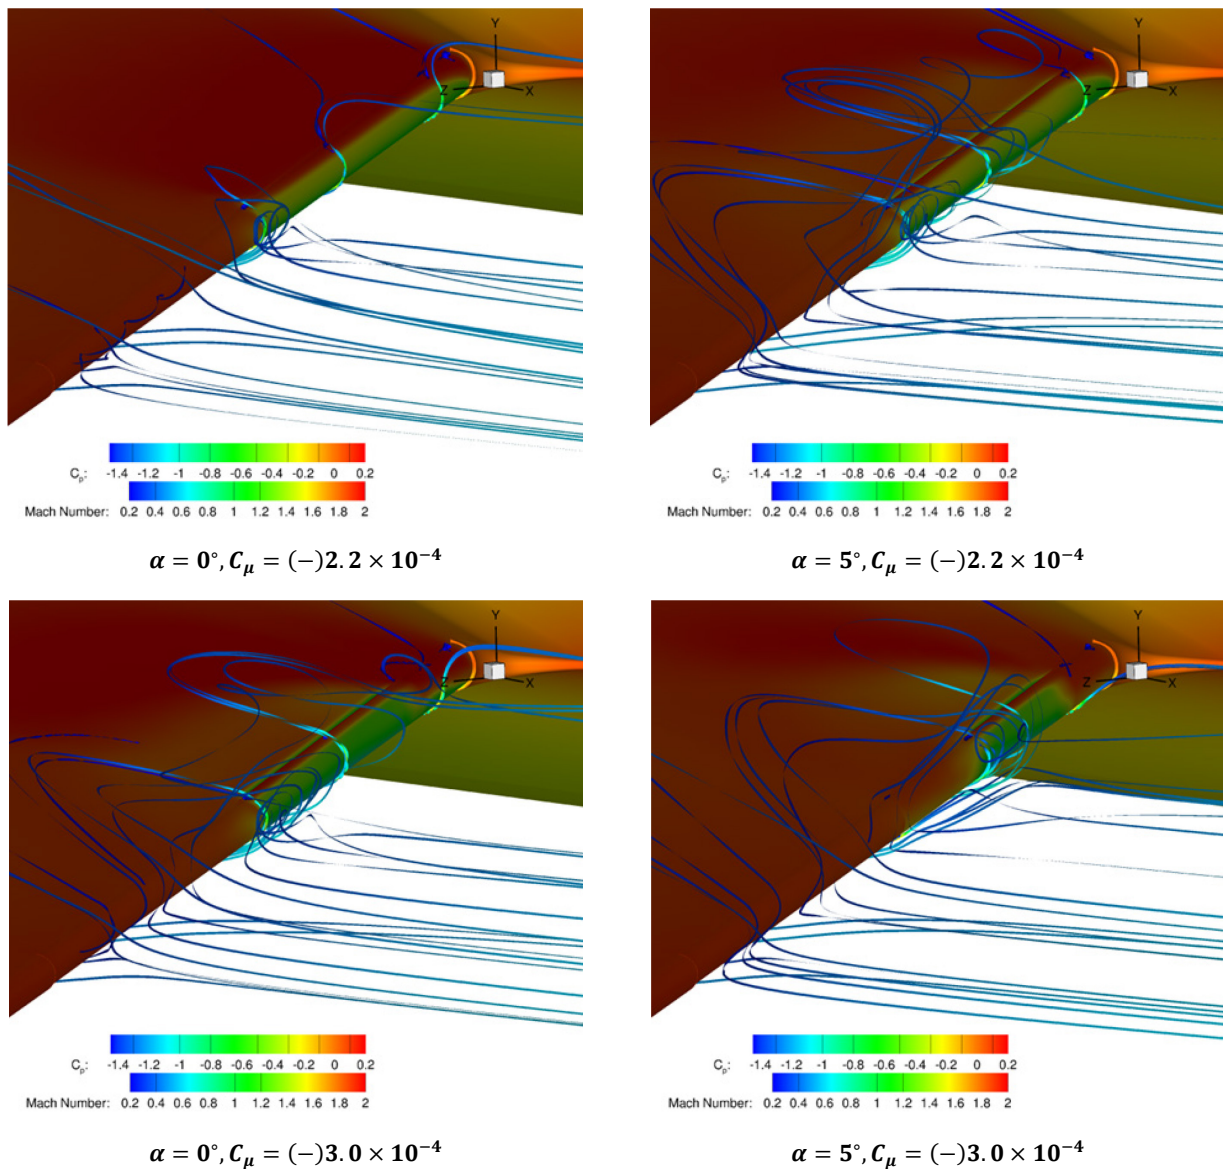 Y
Z
X
Y
Z
X
Cp: -1.4 -1.2 -1 -0.8 -0.6 -0.4 -0.2 0 0.2
Mach Number: 0.2 0.4 0.6 0.8 1 1.2 1.4 1.6 1.8 2
Cp: -1.4 -1.2 -1 -0.8 -0.6 -0.4 -0.2 0 0.2
Mach Number: 0.2 0.4 0.6 0.8 1 1.2 1.4 1.6 1.8 2
α = 0°, Cμ = (−)2.2 × 10⁻⁴
α = 5°, Cμ = (−)2.2 × 10⁻⁴
Y
Z
X
Y
Z
X
Cp: -1.4 -1.2 -1 -0.8 -0.6 -0.4 -0.2 0 0.2
Mach Number: 0.2 0.4 0.6 0.8 1 1.2 1.4 1.6 1.8 2
Cp: -1.4 -1.2 -1 -0.8 -0.6 -0.4 -0.2 0 0.2
Mach Number: 0.2 0.4 0.6 0.8 1 1.2 1.4 1.6 1.8 2
α = 0°, Cμ = (−)3.0 × 10⁻⁴
α = 5°, Cμ = (−)3.0 × 10⁻⁴